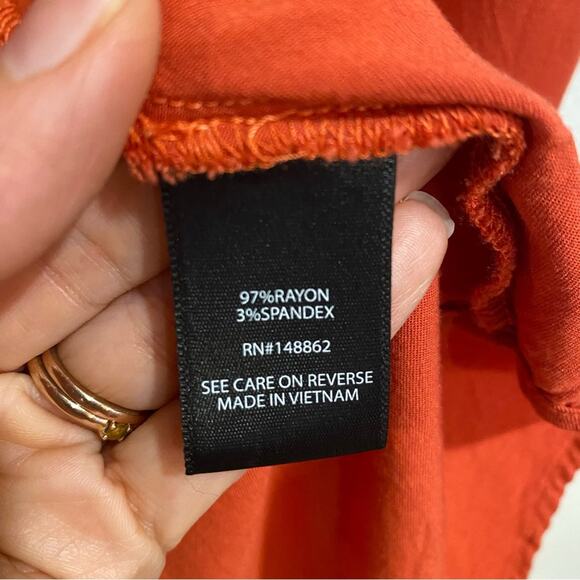 97%RAYON
3%SPANDEX
RN#148862
SEE CARE ON REVERSE
MADE IN VIETNAM